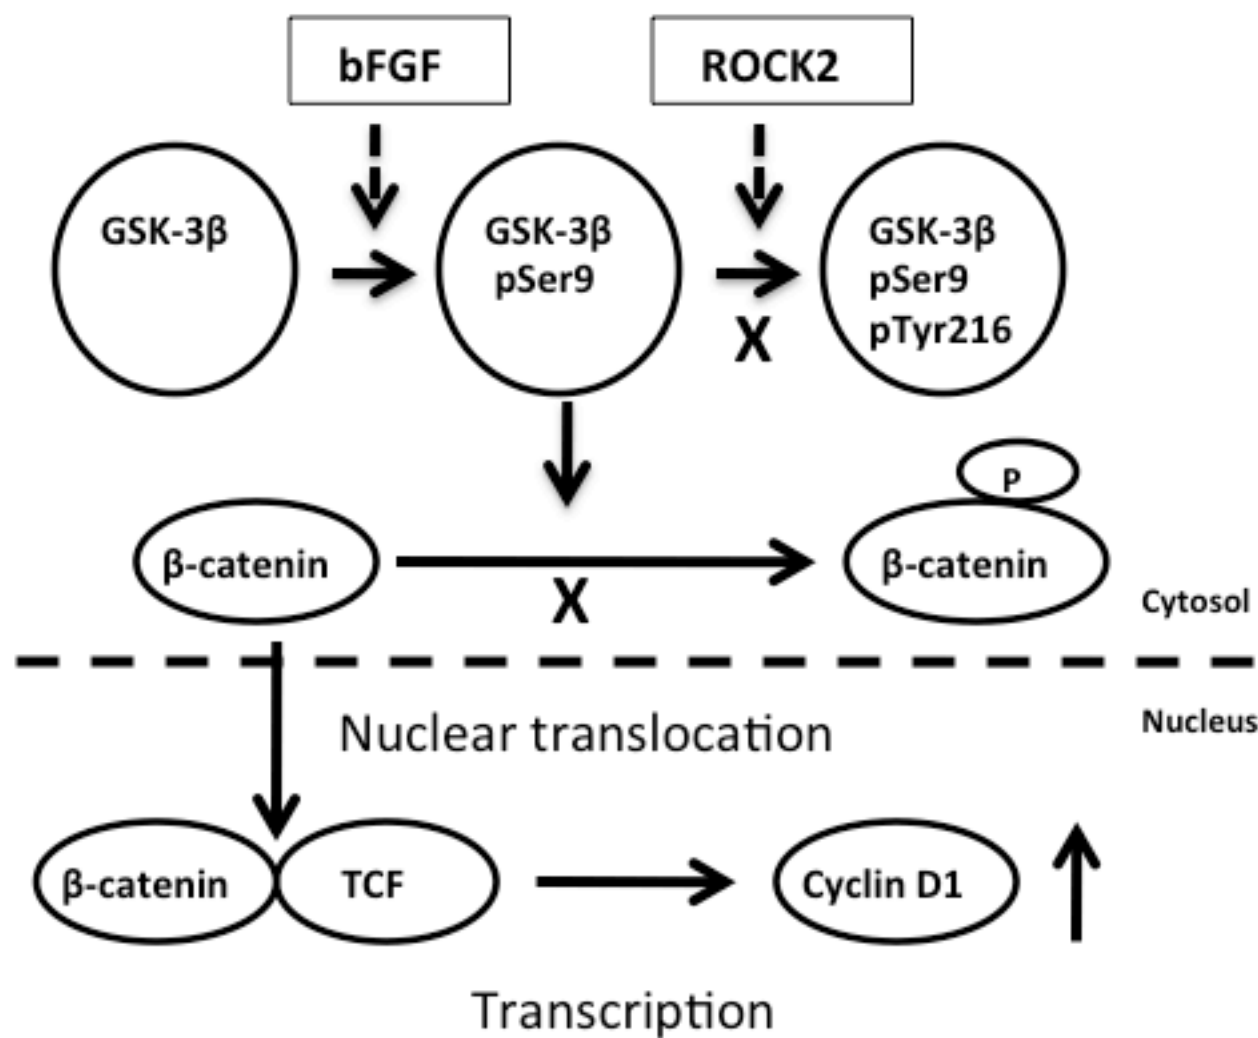 bFGF
ROCK2
GSK-3β
GSK-3β
pSer9
GSK-3β
pSer9
pTyr216
X
P
β-catenin
β-catenin
X
Cytosol
Nuclear translocation
Nucleus
β-catenin
TCF
Cyclin D1
Transcription